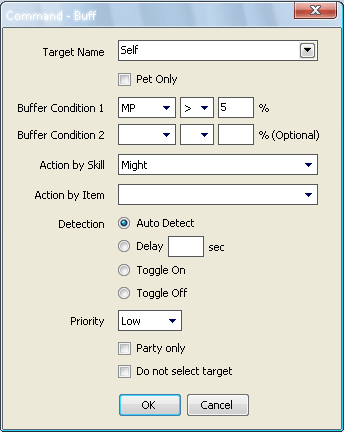 Command - Buff
Target Name Self
Pet Only
Buffer Condition 1 MP > 5 %
Buffer Condition 2 % (Optional)
Action by Skill Might
Action by Item
Detection Auto Detect
Delay sec
Toggle On
Toggle Off
Priority Low
Party only
Do not select target
OK Cancel